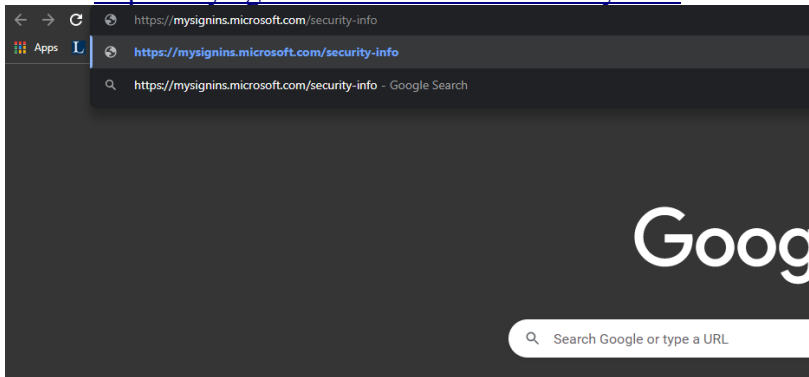 https://mysignins.microsoft.com/security-info
Apps L
https://mysignins.microsoft.com/security-info
https://mysignins.microsoft.com/security-info - Google Search
Goog
Search Google or type a URL